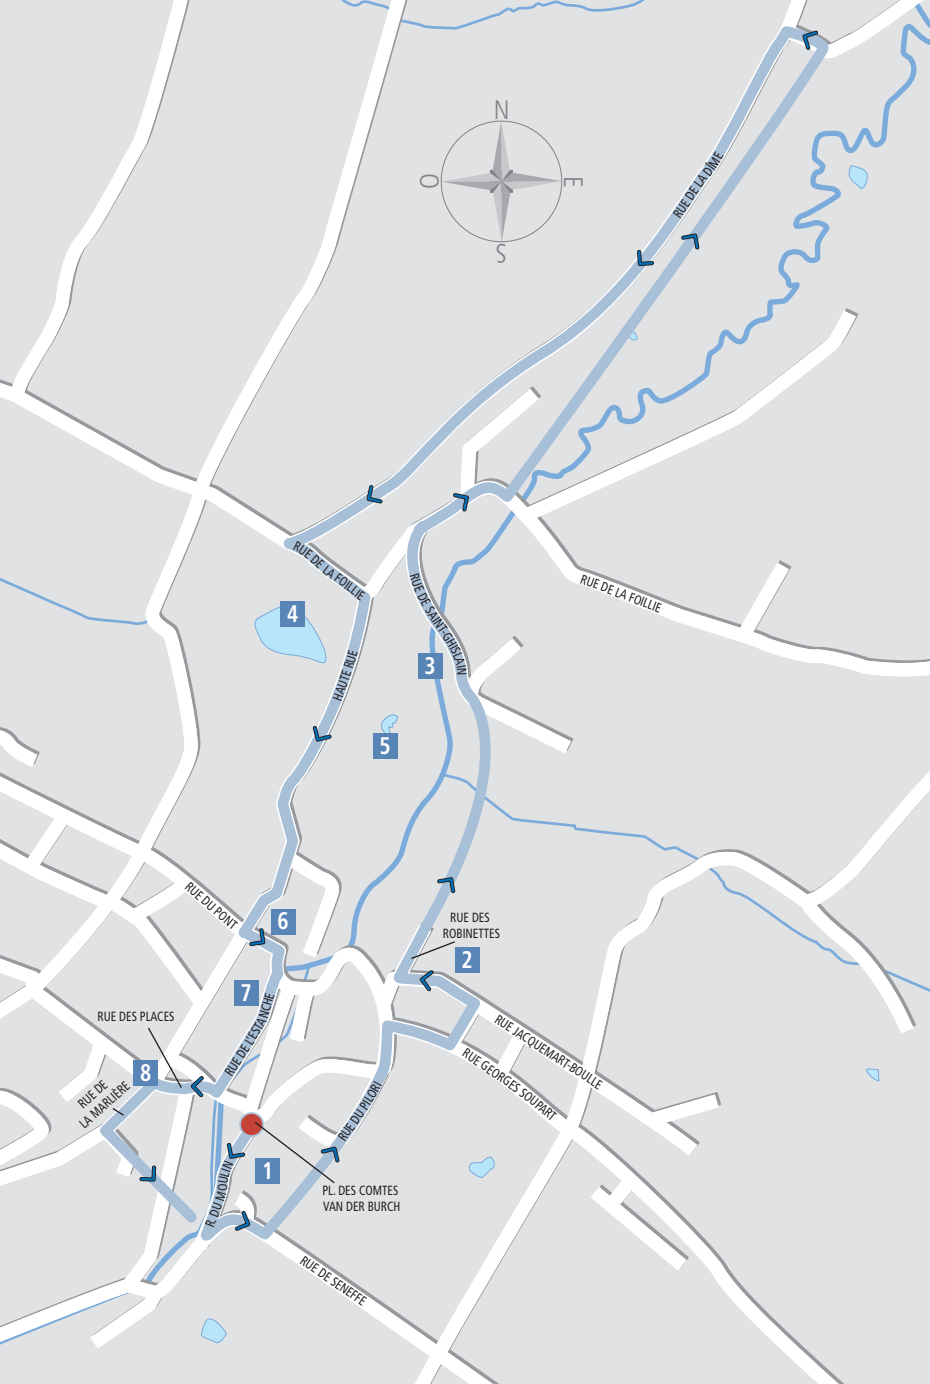 N
O
E
S
RUE DE LA DÎME
RUE DE LA FOILLIE
RUE DE LA FOILLIE
4
HAUTE RUE
RUE DE SAINT-GHISLAIN
3
5
RUE DU PONT
6
RUE DES
ROBINETTES
2
7
RUE DE L'ESTANCHE
RUE DES PLACES
RUE JACQUEMART-BOULLE
RUE GEORGES SOUPART
8
RUE DE
LA MARLIÈRE
RUE DU PILORI
1
R. DU MOULIN
PL. DES COMTES
VAN DER BURCH
RUE DE SENEFFE